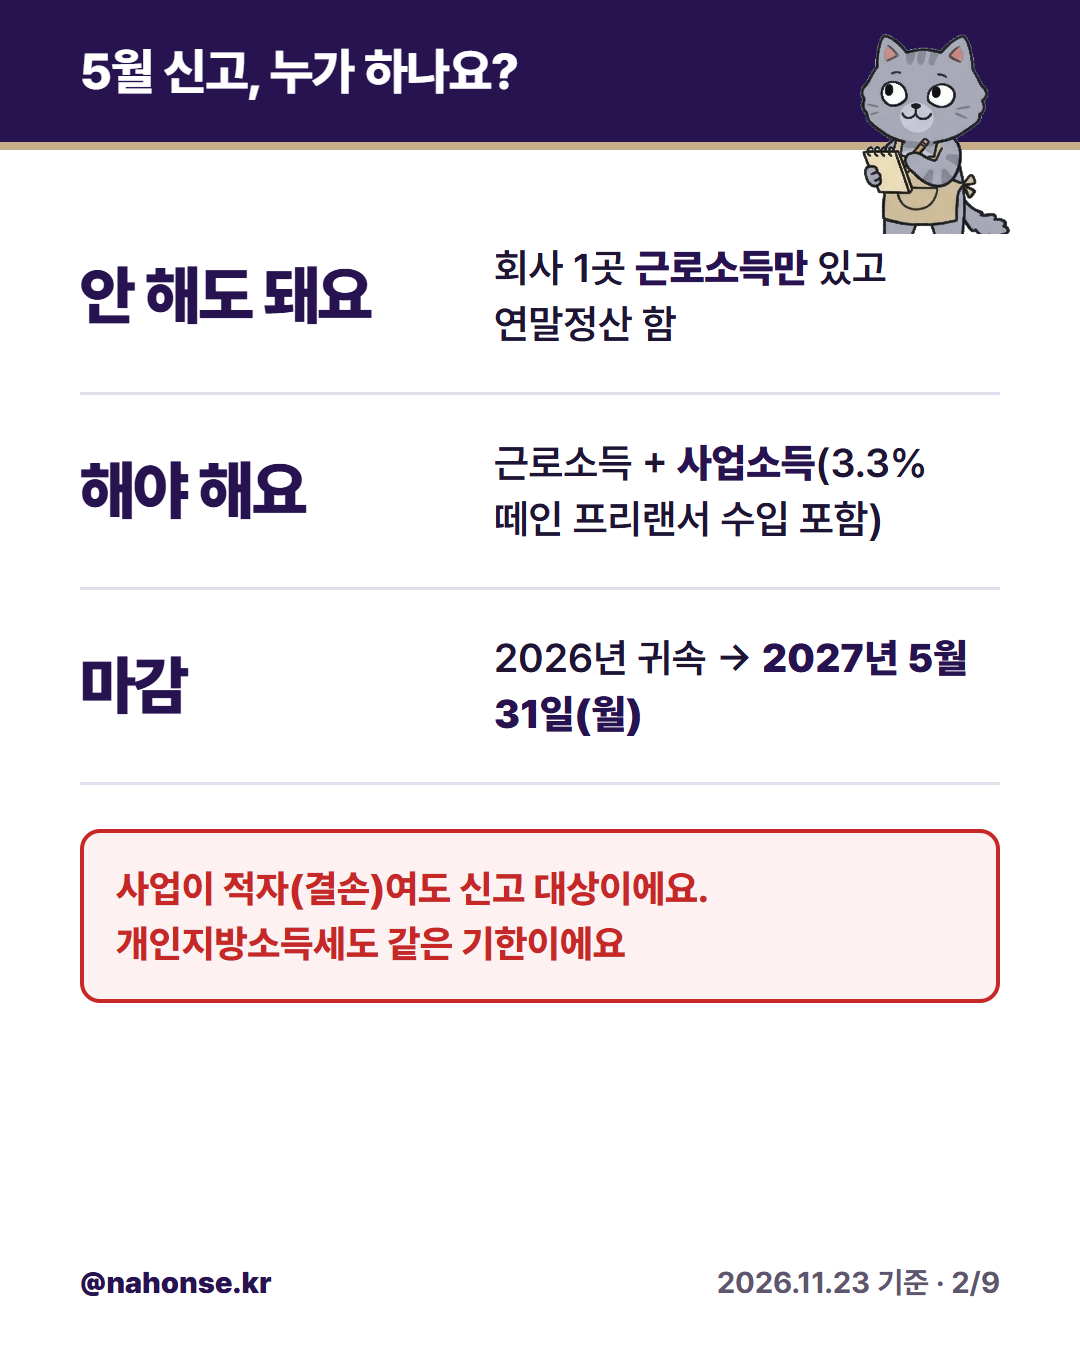 5월 신고, 누가 하나요?
안 해도 돼요
회사 1곳 근로소득만 있고
연말정산 함
해야 해요
근로소득 + 사업소득(3.3%
떼인 프리랜서 수입 포함)
마감
2026년 귀속 → 2027년 5월
31일(월)
사업이 적자(결손)여도 신고 대상이에요.
개인지방소득세도 같은 기한이에요
@nahonse.kr
2026.11.23 기준 · 2/9